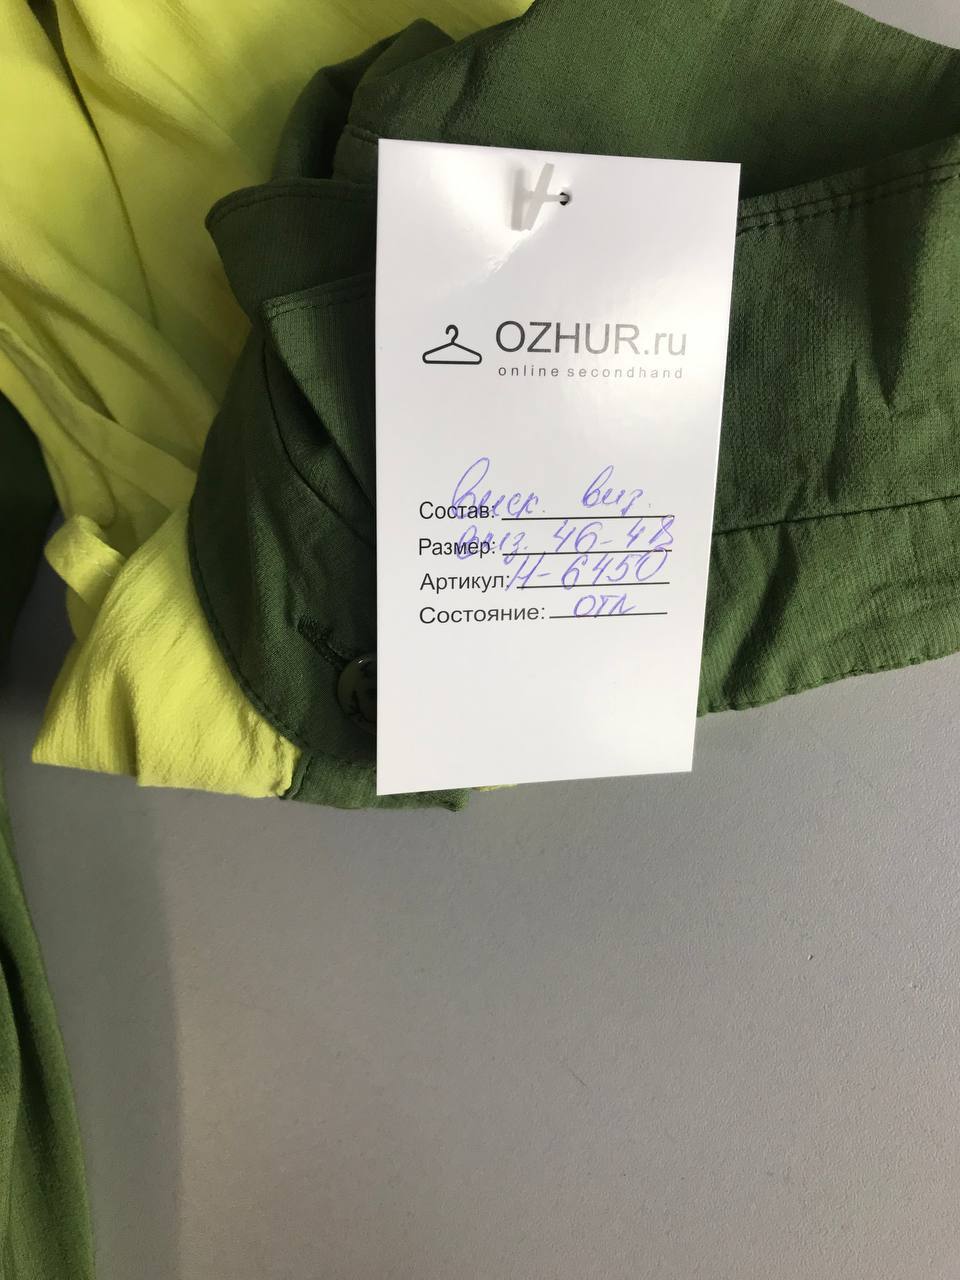 OZHUR.ru
online secondhand
Состав: виск. виз.
Размер: виз. 46-48
Артикул: Н-6450
Состояние: отл